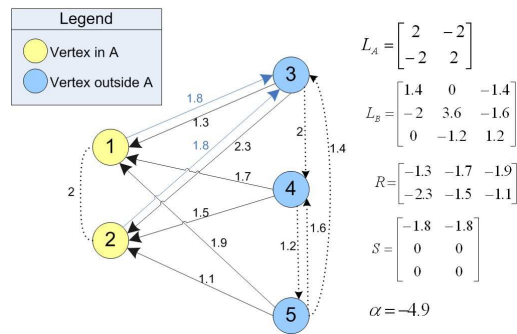 Legend
Vertex in A
Vertex outside A
3
1
4
2
5
1.8
1.3
1.8
2.3
2
1.4
1.7
2
1.5
1.6
1.2
1.9
1.1
L_A = [2 −2
−2 2]
L_B = [1.4 0 −1.4
−2 3.6 −1.6
0 −1.2 1.2]
R = [−1.3 −1.7 −1.9
−2.3 −1.5 −1.1]
S = [−1.8 −1.8
0 0
0 0]
α = −4.9